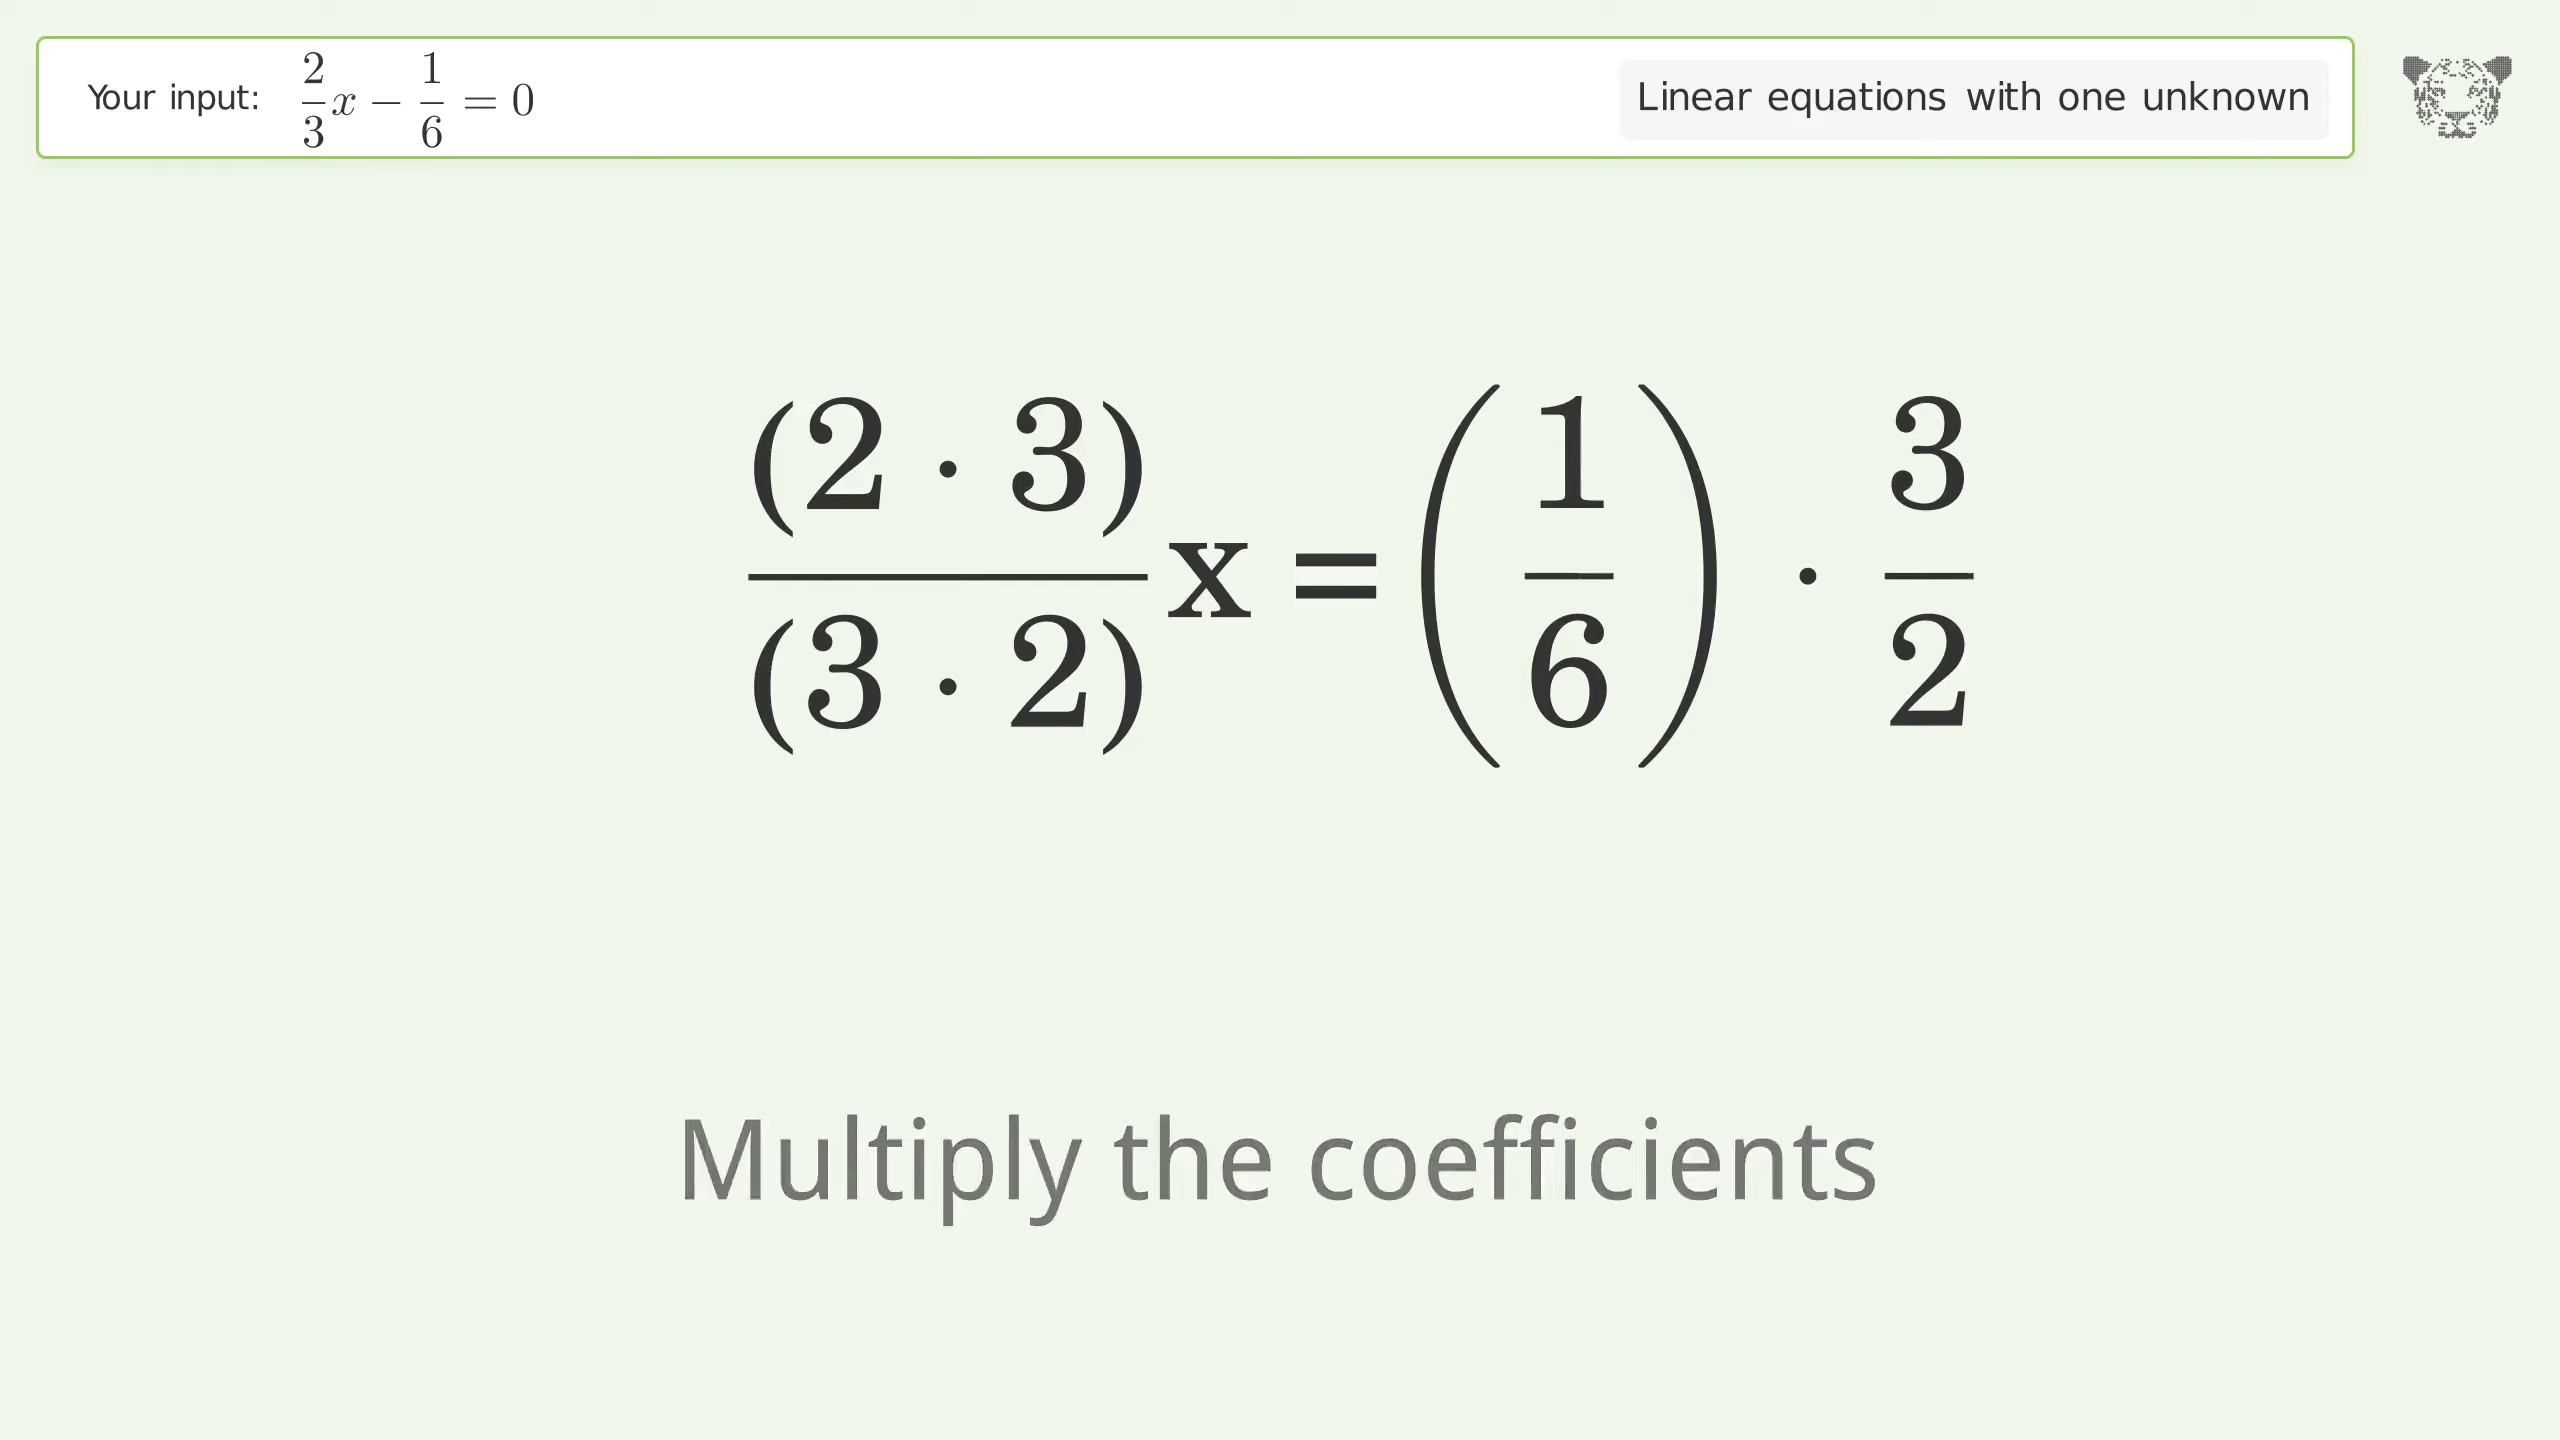 Your input: 2/3 x − 1/6 = 0
Linear equations with one unknown
(2 · 3)/(3 · 2) x = (1/6) · 3/2
Multiply the coefficients